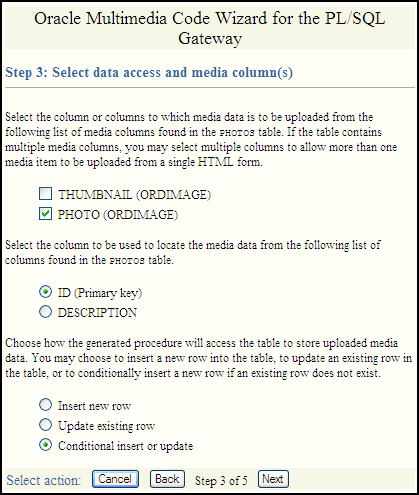 Oracle Multimedia Code Wizard for the PL/SQL
Gateway
Step 3: Select data access and media column(s)
Select the column or columns to which media data is to be uploaded from the
following list of media columns found in the PHOTOS table. If the table contains
multiple media columns, you may select multiple columns to allow more than one
media item to be uploaded from a single HTML form.
THUMBNAIL (ORDIMAGE)
PHOTO (ORDIMAGE)
Select the column to be used to locate the media data from the following list of
columns found in the PHOTOS table.
ID (Primary key)
DESCRIPTION
Choose how the generated procedure will access the table to store uploaded media
data. You may choose to insert a new row into the table, to update an existing row in
the table, or to conditionally insert a new row if an existing row does not exist.
Insert new row
Update existing row
Conditional insert or update
Select action: Cancel Back Step 3 of 5 Next